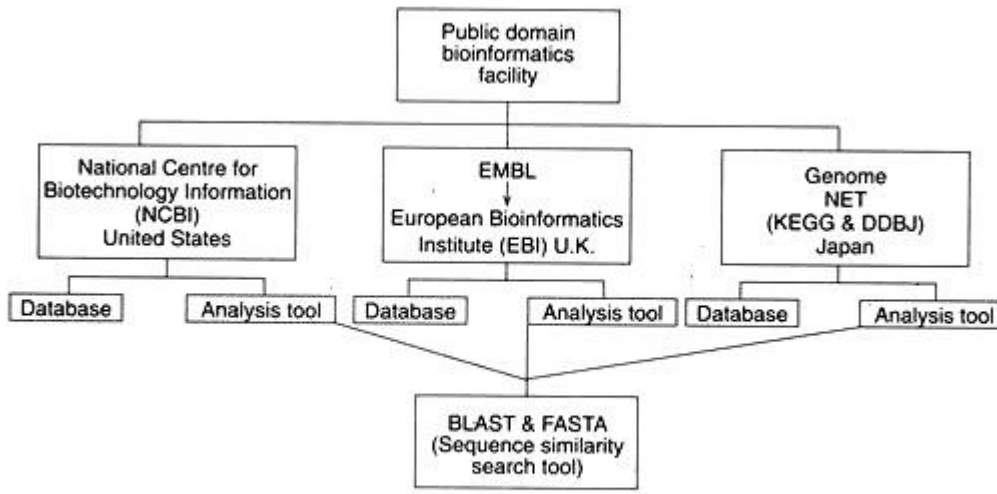 Public domain
bioinformatics
facility
National Centre for
Biotechnology Information
(NCBI)
United States
EMBL
European Bioinformatics
Institute (EBI) U.K.
Genome
NET
(KEGG & DDBJ)
Japan
Database
Analysis tool
Database
Analysis tool
Database
Analysis tool
BLAST & FASTA
(Sequence similarity
search tool)